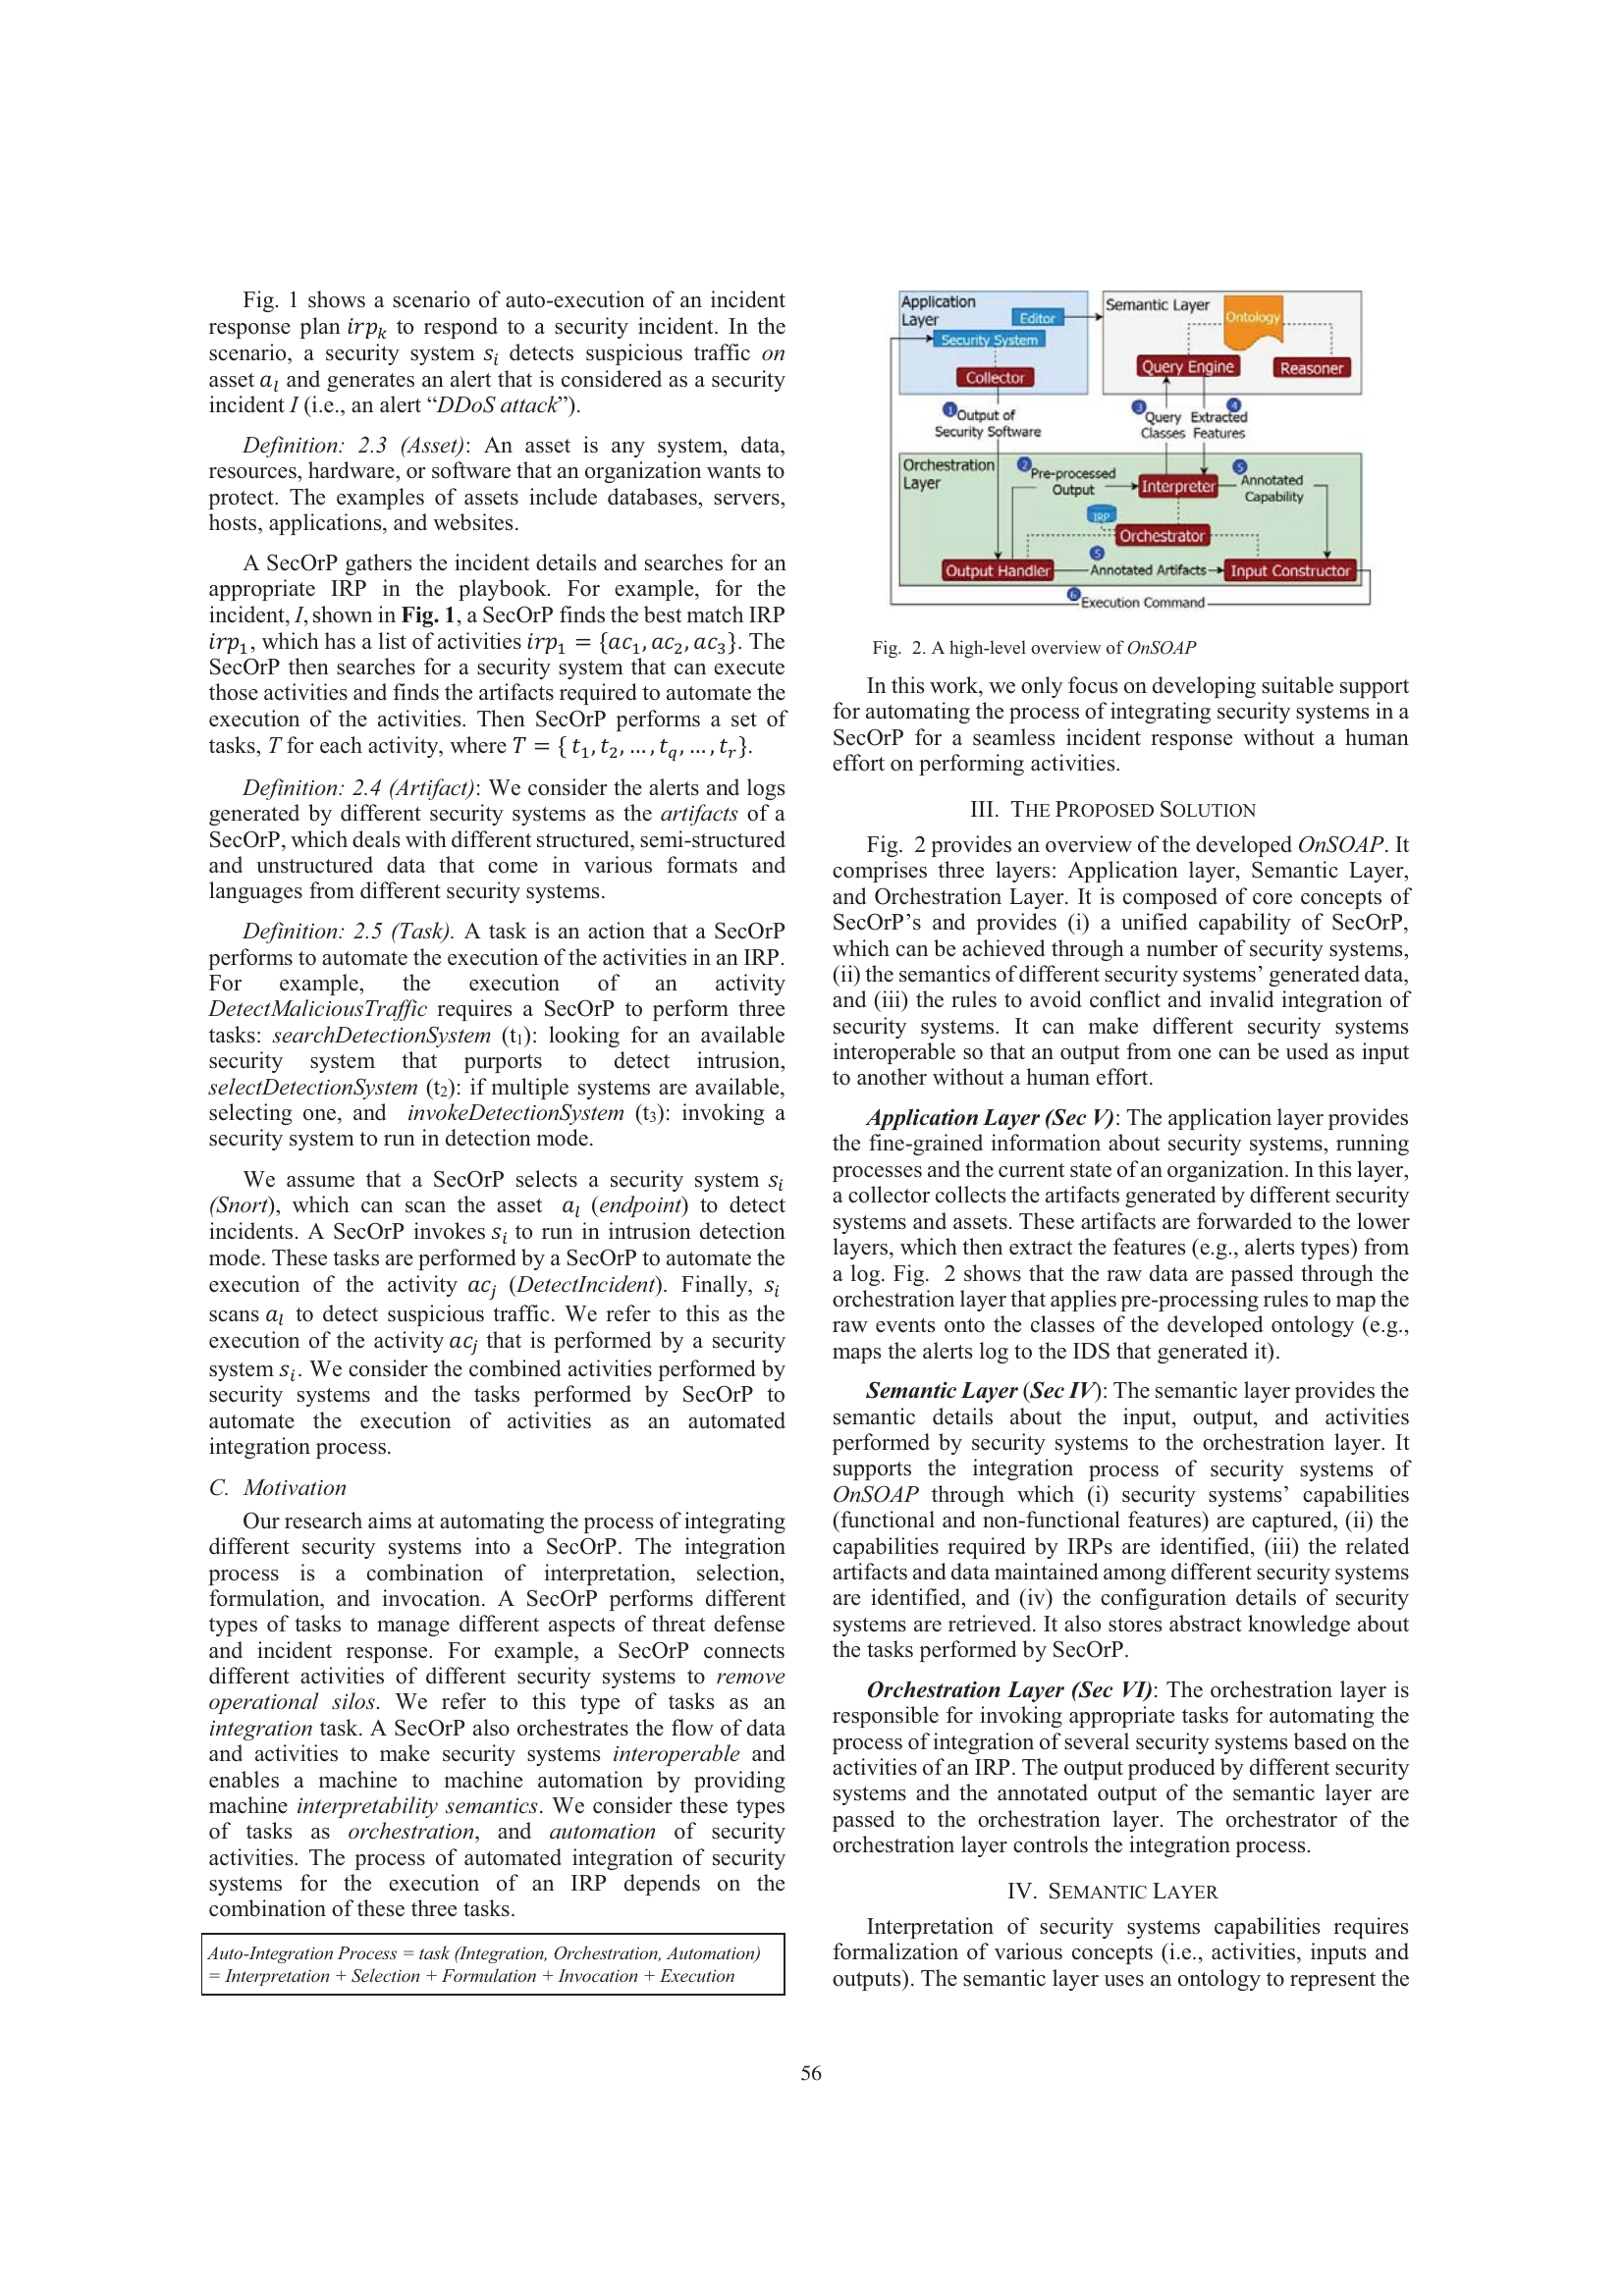 Fig. 1 shows a scenario of auto-execution of an incident
response plan irpₖ to respond to a security incident. In the
scenario, a security system sᵢ detects suspicious traffic on
asset aₗ and generates an alert that is considered as a security
incident I (i.e., an alert “DDoS attack”).
Definition: 2.3 (Asset): An asset is any system, data,
resources, hardware, or software that an organization wants to
protect. The examples of assets include databases, servers,
hosts, applications, and websites.
A SecOrP gathers the incident details and searches for an
appropriate IRP in the playbook. For example, for the
incident, I, shown in Fig. 1, a SecOrP finds the best match IRP
irp₁, which has a list of activities irp₁ = {ac₁, ac₂, ac₃}. The
SecOrP then searches for a security system that can execute
those activities and finds the artifacts required to automate the
execution of the activities. Then SecOrP performs a set of
tasks, T for each activity, where T = { t₁, t₂, … , t_q, … , tᵣ}.
Definition: 2.4 (Artifact): We consider the alerts and logs
generated by different security systems as the artifacts of a
SecOrP, which deals with different structured, semi-structured
and unstructured data that come in various formats and
languages from different security systems.
Definition: 2.5 (Task). A task is an action that a SecOrP
performs to automate the execution of the activities in an IRP.
For example, the execution of an activity
DetectMaliciousTraffic requires a SecOrP to perform three
tasks: searchDetectionSystem (t₁): looking for an available
security system that purports to detect intrusion,
selectDetectionSystem (t₂): if multiple systems are available,
selecting one, and invokeDetectionSystem (t₃): invoking a
security system to run in detection mode.
We assume that a SecOrP selects a security system sᵢ
(Snort), which can scan the asset aₗ (endpoint) to detect
incidents. A SecOrP invokes sᵢ to run in intrusion detection
mode. These tasks are performed by a SecOrP to automate the
execution of the activity acⱼ (DetectIncident). Finally, sᵢ
scans aₗ to detect suspicious traffic. We refer to this as the
execution of the activity acⱼ that is performed by a security
system sᵢ. We consider the combined activities performed by
security systems and the tasks performed by SecOrP to
automate the execution of activities as an automated
integration process.
C. Motivation
Our research aims at automating the process of integrating
different security systems into a SecOrP. The integration
process is a combination of interpretation, selection,
formulation, and invocation. A SecOrP performs different
types of tasks to manage different aspects of threat defense
and incident response. For example, a SecOrP connects
different activities of different security systems to remove
operational silos. We refer to this type of tasks as an
integration task. A SecOrP also orchestrates the flow of data
and activities to make security systems interoperable and
enables a machine to machine automation by providing
machine interpretability semantics. We consider these types
of tasks as orchestration, and automation of security
activities. The process of automated integration of security
systems for the execution of an IRP depends on the
combination of these three tasks.
Auto-Integration Process = task (Integration, Orchestration, Automation)
= Interpretation + Selection + Formulation + Invocation + Execution
Application
Layer
Editor
Security System
Collector
Semantic Layer
Ontology
Query Engine
Reasoner
1
Output of
Security Software
3
Query
Classes
4
Extracted
Features
Orchestration
Layer
2
Pre-processed
Output
Interpreter
5
Annotated
Capability
IRP
Orchestrator
5
Output Handler
Annotated Artifacts
Input Constructor
6
Execution Command
Fig. 2. A high-level overview of OnSOAP
In this work, we only focus on developing suitable support
for automating the process of integrating security systems in a
SecOrP for a seamless incident response without a human
effort on performing activities.
III. THE PROPOSED SOLUTION
Fig. 2 provides an overview of the developed OnSOAP. It
comprises three layers: Application layer, Semantic Layer,
and Orchestration Layer. It is composed of core concepts of
SecOrP’s and provides (i) a unified capability of SecOrP,
which can be achieved through a number of security systems,
(ii) the semantics of different security systems’ generated data,
and (iii) the rules to avoid conflict and invalid integration of
security systems. It can make different security systems
interoperable so that an output from one can be used as input
to another without a human effort.
Application Layer (Sec V): The application layer provides
the fine-grained information about security systems, running
processes and the current state of an organization. In this layer,
a collector collects the artifacts generated by different security
systems and assets. These artifacts are forwarded to the lower
layers, which then extract the features (e.g., alerts types) from
a log. Fig. 2 shows that the raw data are passed through the
orchestration layer that applies pre-processing rules to map the
raw events onto the classes of the developed ontology (e.g.,
maps the alerts log to the IDS that generated it).
Semantic Layer (Sec IV): The semantic layer provides the
semantic details about the input, output, and activities
performed by security systems to the orchestration layer. It
supports the integration process of security systems of
OnSOAP through which (i) security systems’ capabilities
(functional and non-functional features) are captured, (ii) the
capabilities required by IRPs are identified, (iii) the related
artifacts and data maintained among different security systems
are identified, and (iv) the configuration details of security
systems are retrieved. It also stores abstract knowledge about
the tasks performed by SecOrP.
Orchestration Layer (Sec VI): The orchestration layer is
responsible for invoking appropriate tasks for automating the
process of integration of several security systems based on the
activities of an IRP. The output produced by different security
systems and the annotated output of the semantic layer are
passed to the orchestration layer. The orchestrator of the
orchestration layer controls the integration process.
IV. SEMANTIC LAYER
Interpretation of security systems capabilities requires
formalization of various concepts (i.e., activities, inputs and
outputs). The semantic layer uses an ontology to represent the
56